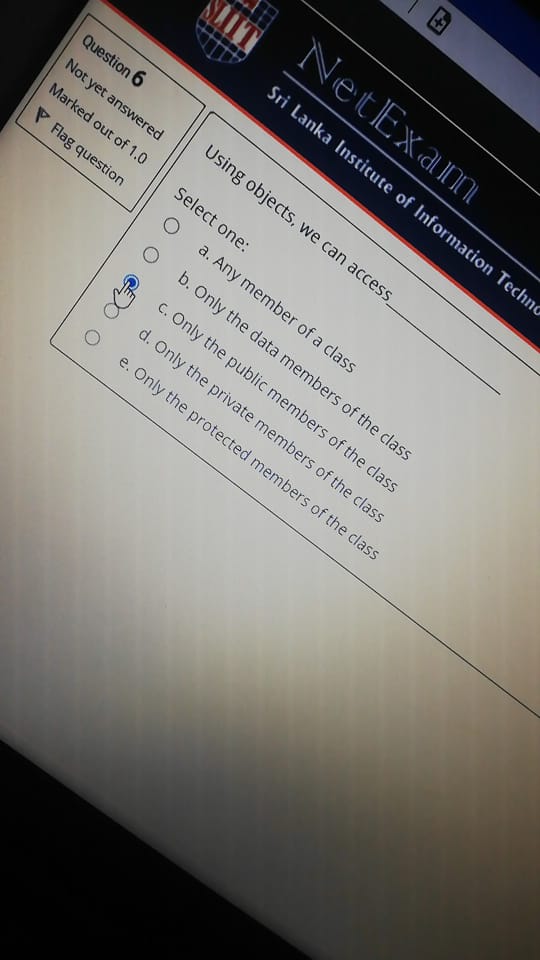 SLIIT
NetExam
Sri Lanka Institute of Information Techno
Question 6
Not yet answered
Marked out of 1.0
Flag question
Using objects, we can access__________
Select one:
a. Any member of a class
b. Only the data members of the class
c. Only the public members of the class
d. Only the private members of the class
e. Only the protected members of the class